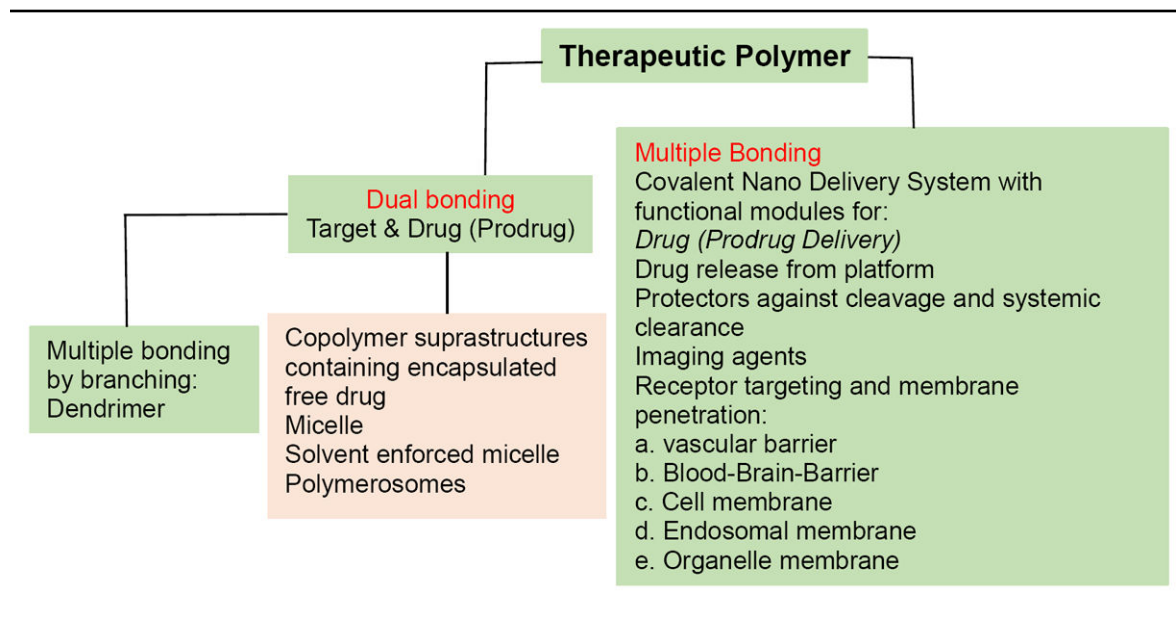 Therapeutic Polymer
Dual bonding
Target & Drug (Prodrug)
Multiple bonding
by branching:
Dendrimer
Copolymer suprastructures
containing encapsulated
free drug
Micelle
Solvent enforced micelle
Polymerosomes
Multiple Bonding
Covalent Nano Delivery System with
functional modules for:
Drug (Prodrug Delivery)
Drug release from platform
Protectors against cleavage and systemic
clearance
Imaging agents
Receptor targeting and membrane
penetration:
a. vascular barrier
b. Blood-Brain-Barrier
c. Cell membrane
d. Endosomal membrane
e. Organelle membrane